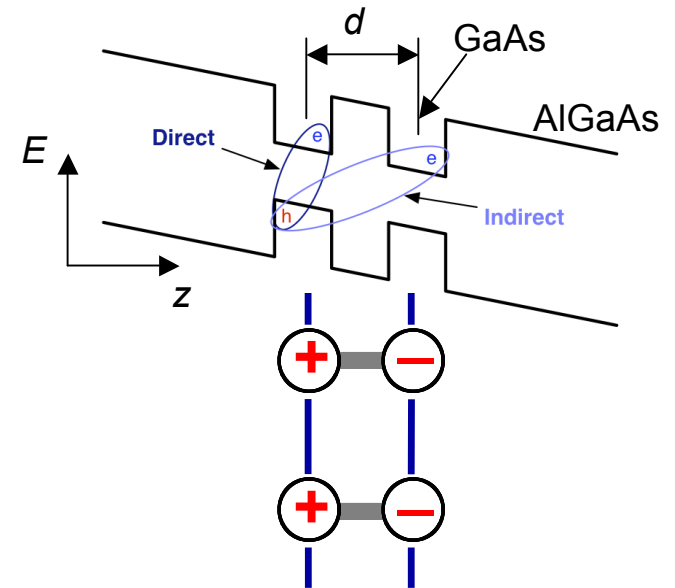 d
GaAs
AlGaAs
Direct
e
e
E
h
Indirect
z
+ −
+ −